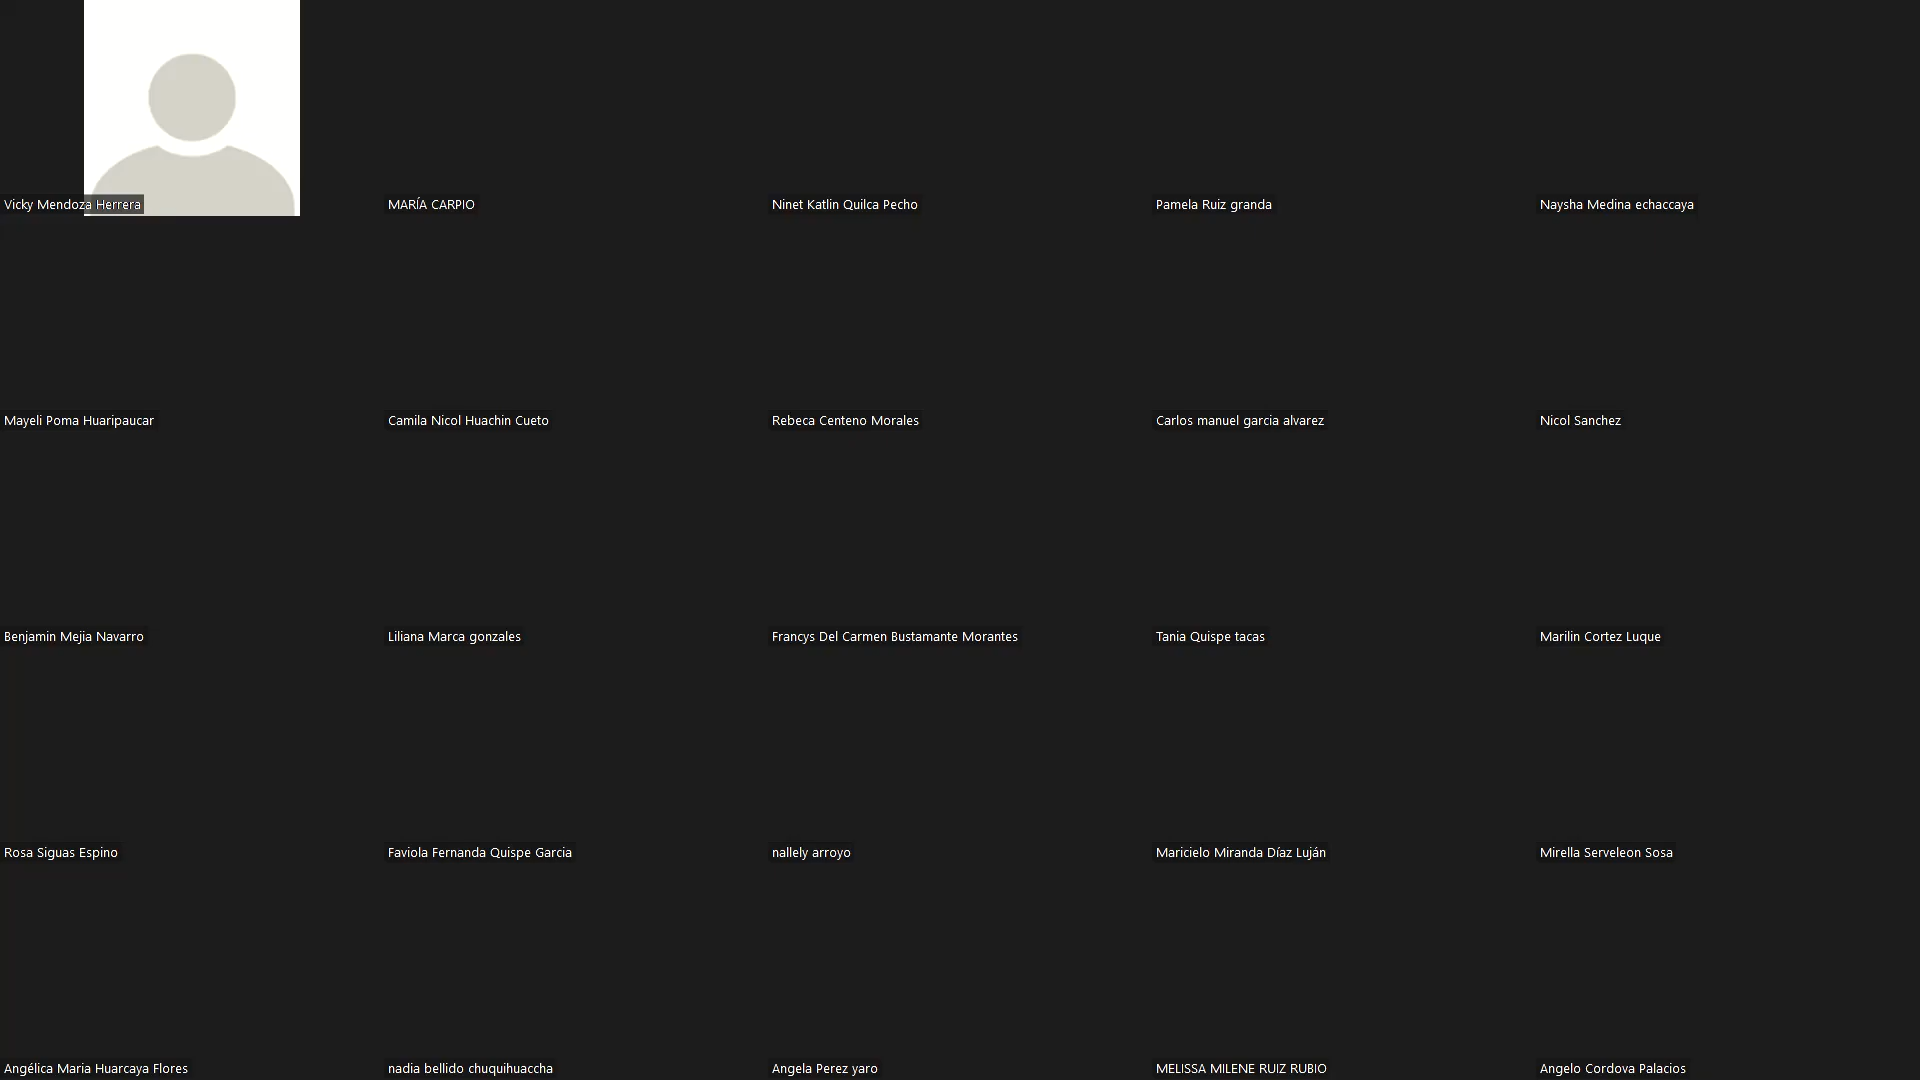 Vicky Mendoza Herrera
MARÍA CARPIO
Ninet Katlin Quilca Pecho
Pamela Ruiz granda
Naysha Medina echaccaya
Mayeli Poma Huaripaucar
Camila Nicol Huachin Cueto
Rebeca Centeno Morales
Carlos manuel garcia alvarez
Nicol Sanchez
Benjamin Mejia Navarro
Liliana Marca gonzales
Francys Del Carmen Bustamante Morantes
Tania Quispe tacas
Marilin Cortez Luque
Rosa Siguas Espino
Faviola Fernanda Quispe Garcia
nallely arroyo
Maricielo Miranda Díaz Luján
Mirella Serveleon Sosa
Angélica Maria Huarcaya Flores
nadia bellido chuquihuaccha
Angela Perez yaro
MELISSA MILENE RUIZ RUBIO
Angelo Cordova Palacios